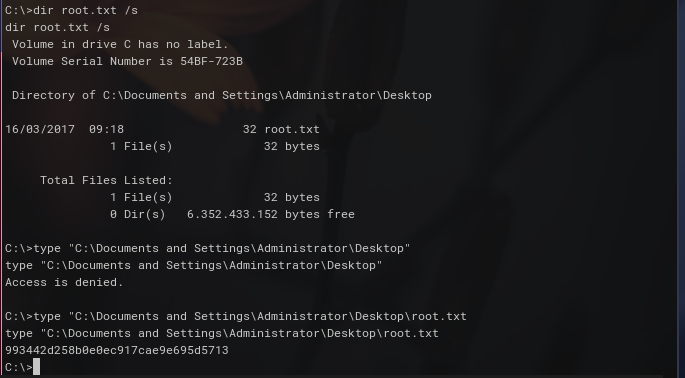 C:\>dir root.txt /s
dir root.txt /s
 Volume in drive C has no label.
 Volume Serial Number is 54BF-723B

 Directory of C:\Documents and Settings\Administrator\Desktop

16/03/2017  09:18                32 root.txt
               1 File(s)             32 bytes

     Total Files Listed:
               1 File(s)             32 bytes
               0 Dir(s)   6.352.433.152 bytes free

C:\>type "C:\Documents and Settings\Administrator\Desktop"
type "C:\Documents and Settings\Administrator\Desktop"
Access is denied.

C:\>type "C:\Documents and Settings\Administrator\Desktop\root.txt
type "C:\Documents and Settings\Administrator\Desktop\root.txt
993442d258b0e0ec917cae9e695d5713
C:\>